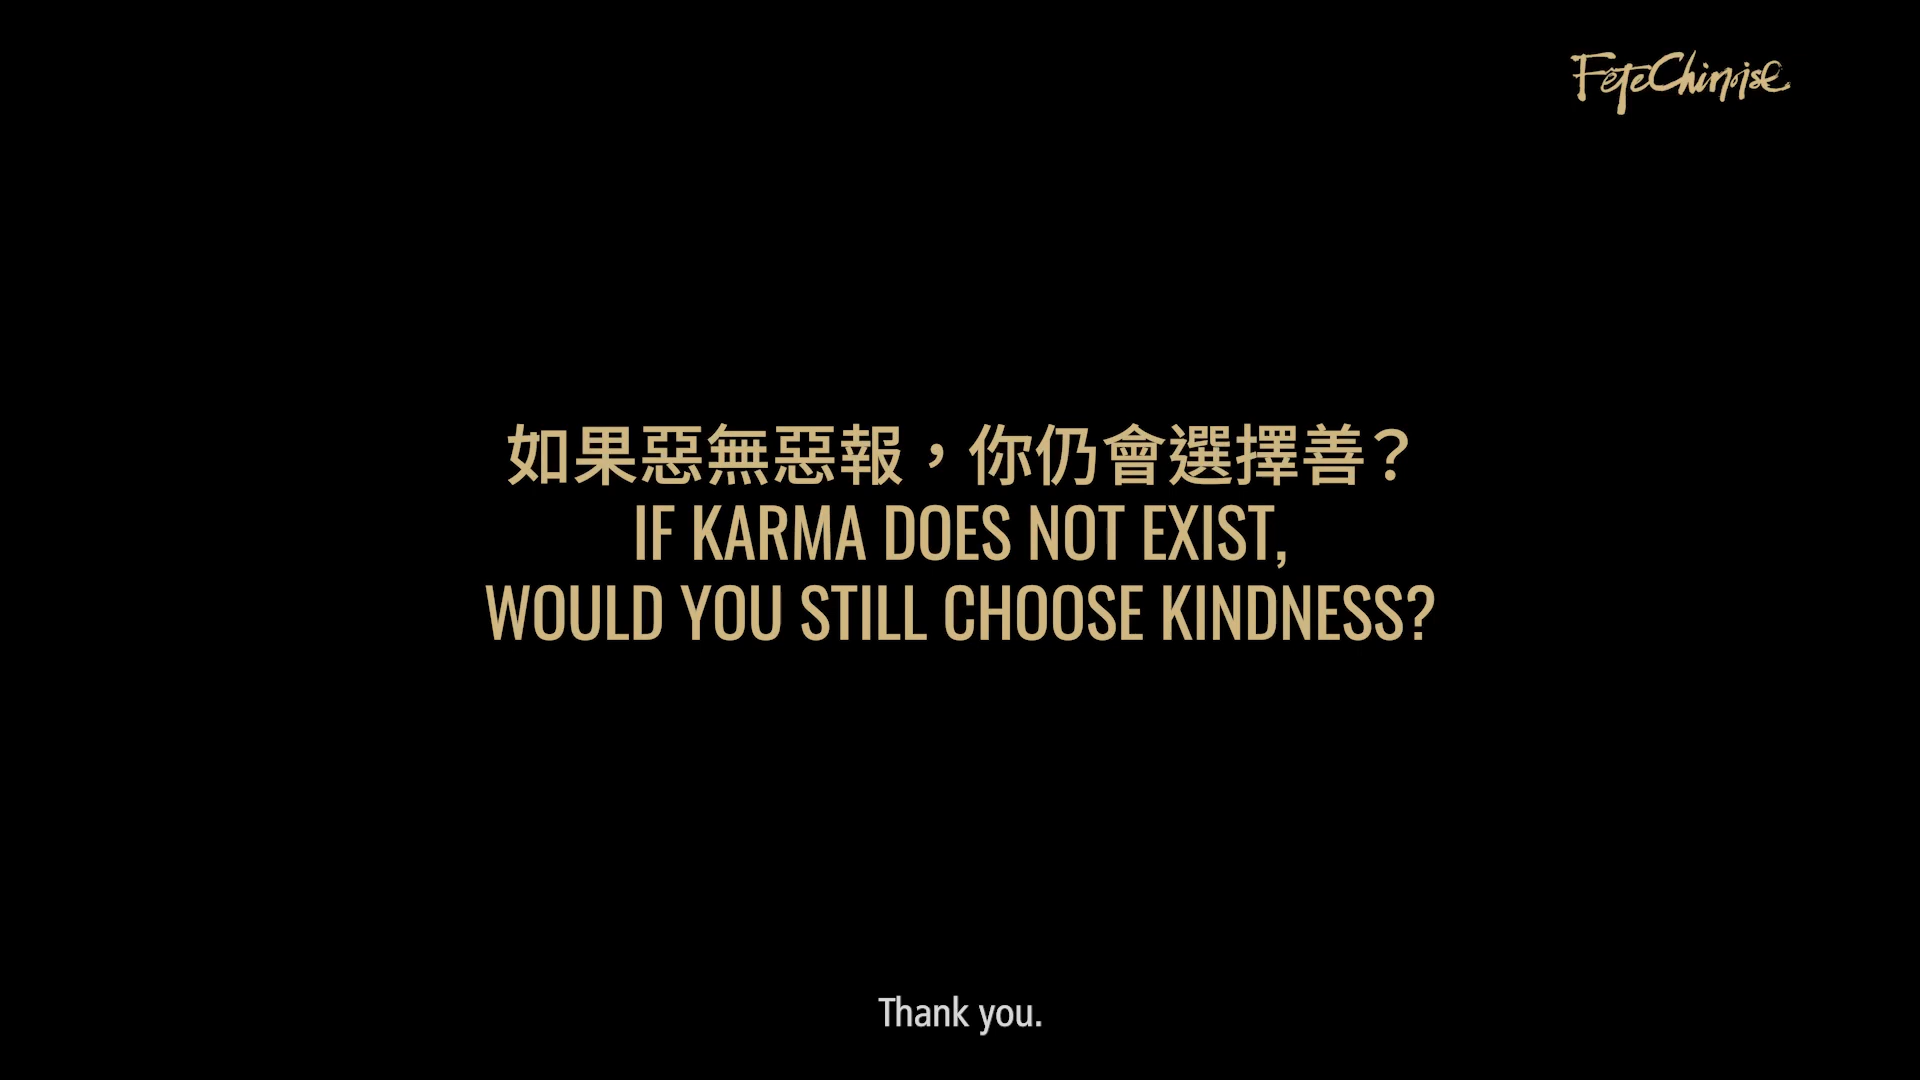 FêteChinoise
如果惡無惡報，你仍會選擇善？
IF KARMA DOES NOT EXIST,
WOULD YOU STILL CHOOSE KINDNESS?
Thank you.